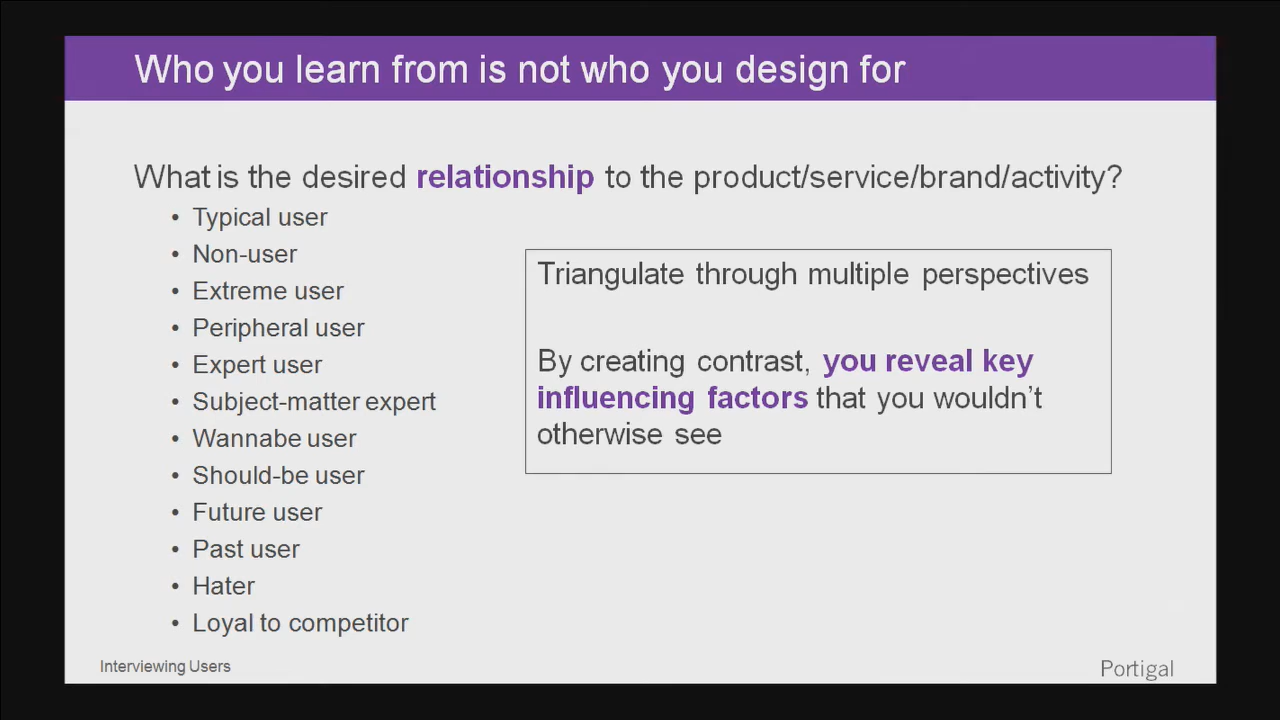 Who you learn from is not who you design for
What is the desired relationship to the product/service/brand/activity?
• Typical user
• Non-user
• Extreme user
• Peripheral user
• Expert user
• Subject-matter expert
• Wannabe user
• Should-be user
• Future user
• Past user
• Hater
• Loyal to competitor
Triangulate through multiple perspectives
By creating contrast, you reveal key
influencing factors that you wouldn't
otherwise see
Interviewing Users
Portigal